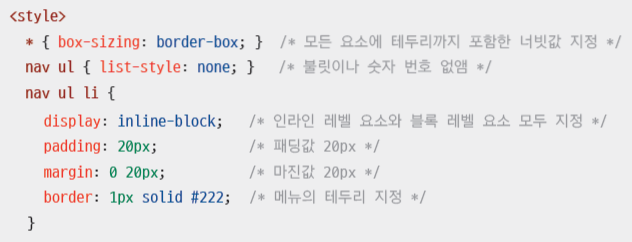 <style>
* { box-sizing: border-box; } /* 모든 요소에 테두리까지 포함한 너빗값 지정 */
nav ul { list-style: none; } /* 불릿이나 숫자 번호 없앰 */
nav ul li {
display: inline-block; /* 인라인 레벨 요소와 블록 레벨 요소 모두 지정 */
padding: 20px; /* 패딩값 20px */
margin: 0 20px; /* 마진값 20px */
border: 1px solid #222; /* 메뉴의 테두리 지정 */
}